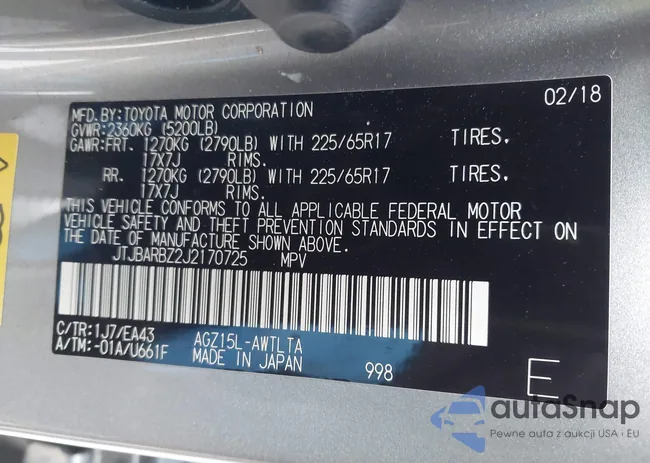 MFD.BY:TOYOTA MOTOR CORPORATION 02/18
GVWR:2360KG (5200LB)
GAWR:FRT. 1270KG (2790LB) WITH 225/65R17 TIRES.
17X7J RIMS.
RR. 1270KG (2790LB) WITH 225/65R17 TIRES.
17X7J RIMS.
THIS VEHICLE CONFORMS TO ALL APPLICABLE FEDERAL MOTOR
VEHICLE SAFETY AND THEFT PREVENTION STANDARDS IN EFFECT ON
THE DATE OF MANUFACTURE SHOWN ABOVE.
JTJBARBZ2J2170725 MPV
C/TR:1J7/EA43 AGZ15L-AWTLTA
A/TM:-01A/U661F MADE IN JAPAN 998
E
autoSnap
Pewne auta z aukcji USA i EU